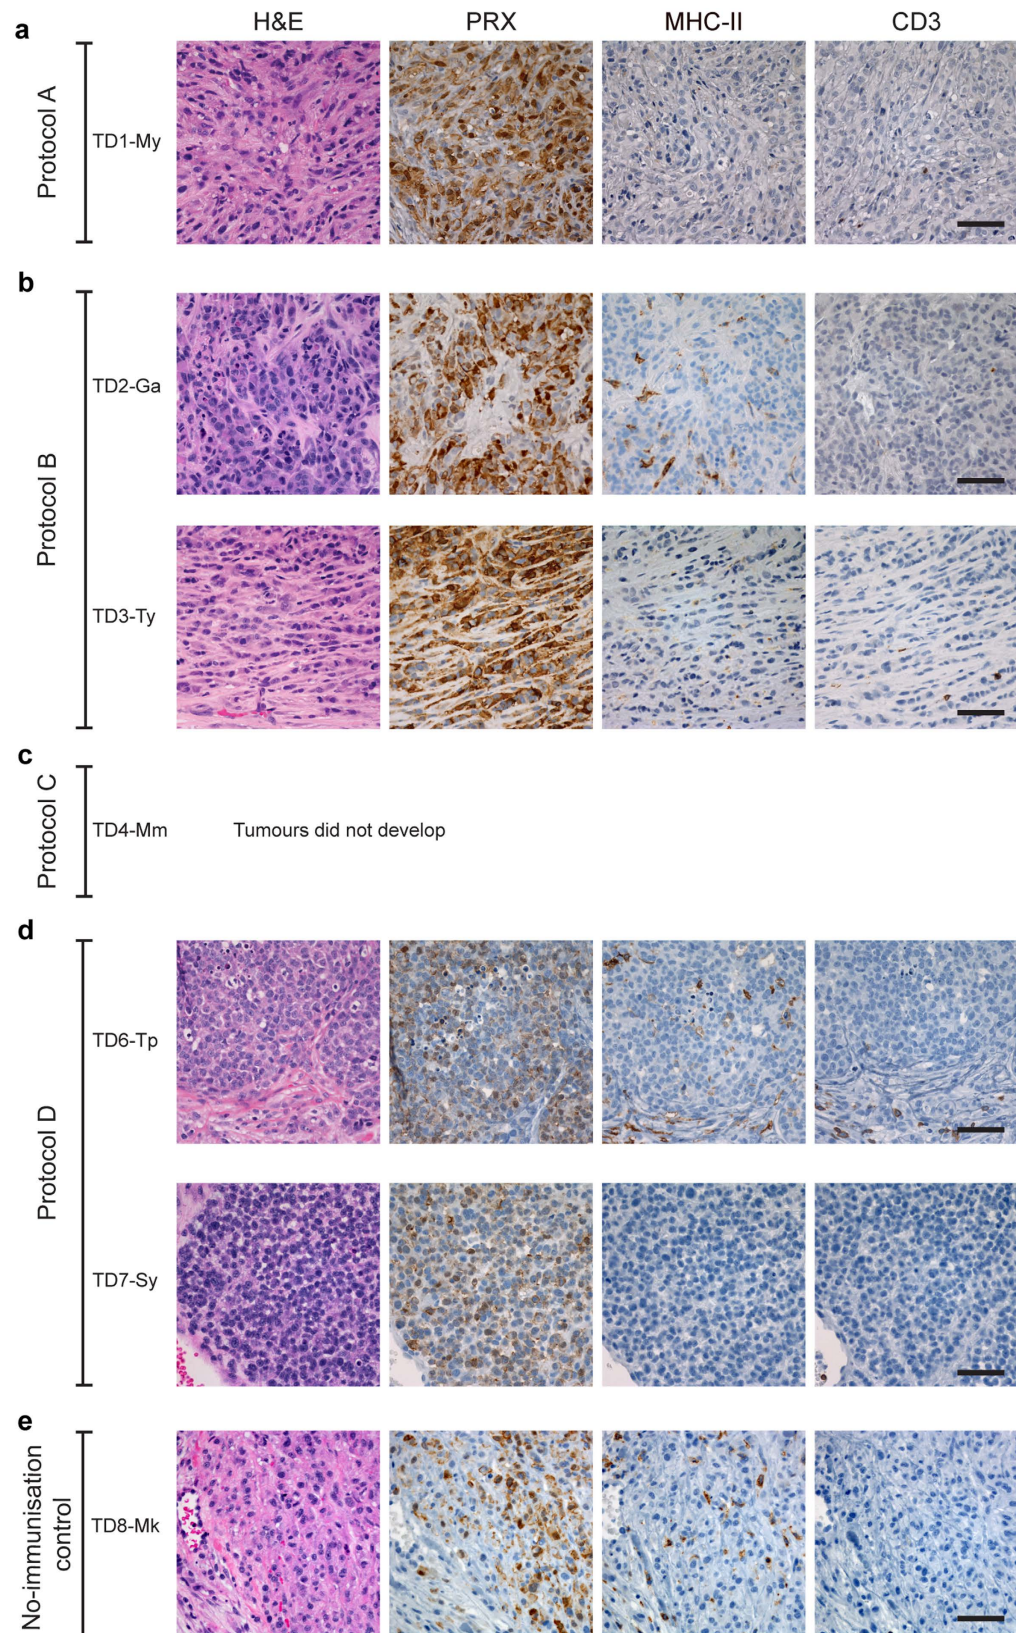 H&E PRX MHC-II CD3
a
Protocol A
TD1-My
b
Protocol B
TD2-Ga
TD3-Ty
c
Protocol C
TD4-Mm
Tumours did not develop
d
Protocol D
TD6-Tp
TD7-Sy
e
No-immunisation
control
TD8-Mk